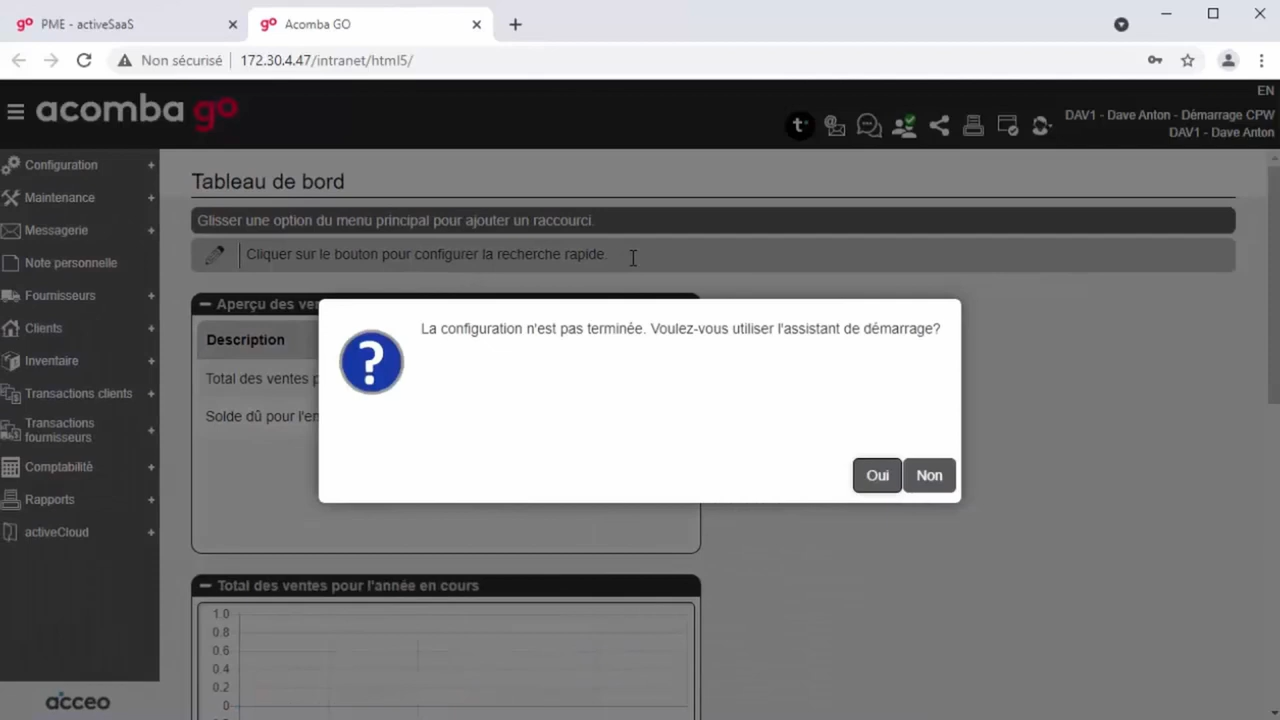 PME - activeSaaS
Acomba GO
Non sécurisé
172.30.4.47/intranet/html5/
acomba go
EN
DAV1 - Dave Anton - Démarrage CPW
DAV1 - Dave Anton
Configuration
Maintenance
Messagerie
Note personnelle
Fournisseurs
Clients
Inventaire
Transactions clients
Transactions
fournisseurs
Comptabilité
Rapports
activeCloud
acceo
Tableau de bord
Glisser une option du menu principal pour ajouter un raccourci.
Cliquer sur le bouton pour configurer la recherche rapide.
Aperçu des ve
Description
Total des ventes p
Solde dû pour l'en
La configuration n'est pas terminée. Voulez-vous utiliser l'assistant de démarrage?
Oui Non
Total des ventes pour l'année en cours
1.0
0.8
0.6
0.4
0.2
0